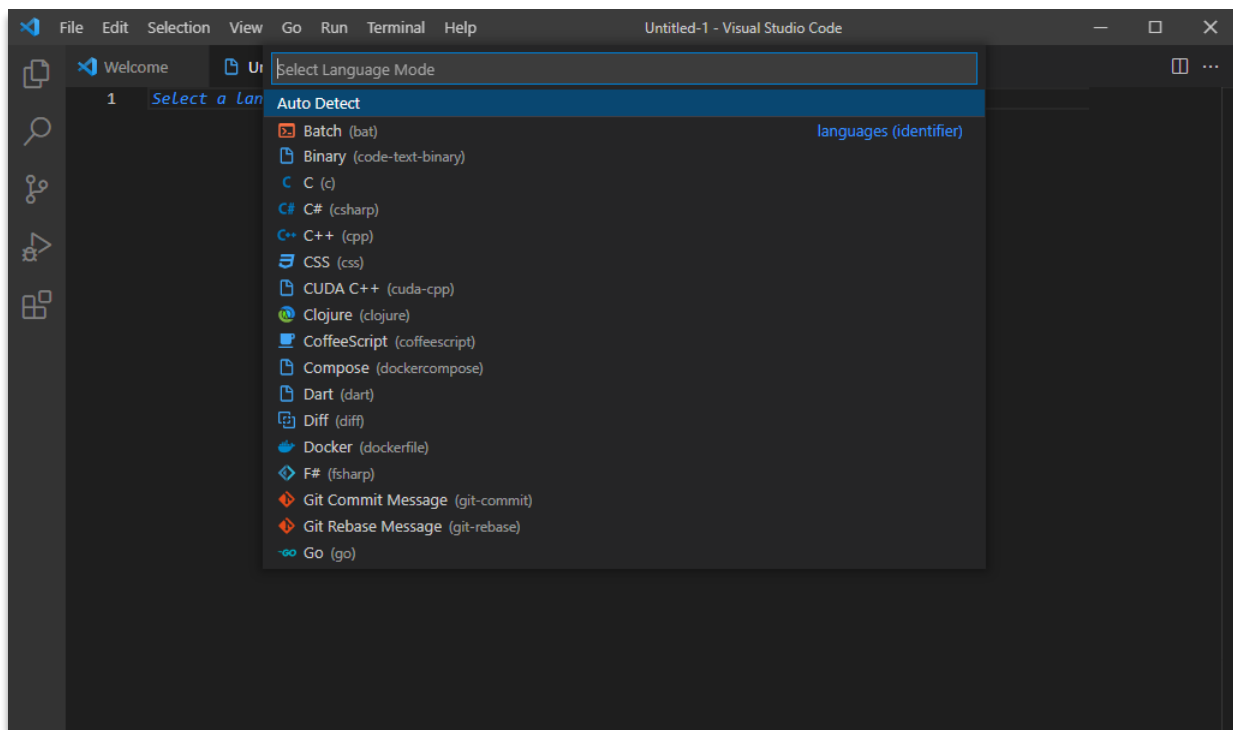 File Edit Selection View Go Run Terminal Help Untitled-1 - Visual Studio Code
Welcome
Select Language Mode
1 Select a
Auto Detect
Batch (bat) languages (identifier)
Binary (code-text-binary)
C C (c)
C# C# (csharp)
C++ C++ (cpp)
CSS (css)
CUDA C++ (cuda-cpp)
Clojure (clojure)
CoffeeScript (coffeescript)
Compose (dockercompose)
Dart (dart)
Diff (diff)
Docker (dockerfile)
F# (fsharp)
Git Commit Message (git-commit)
Git Rebase Message (git-rebase)
GO Go (go)